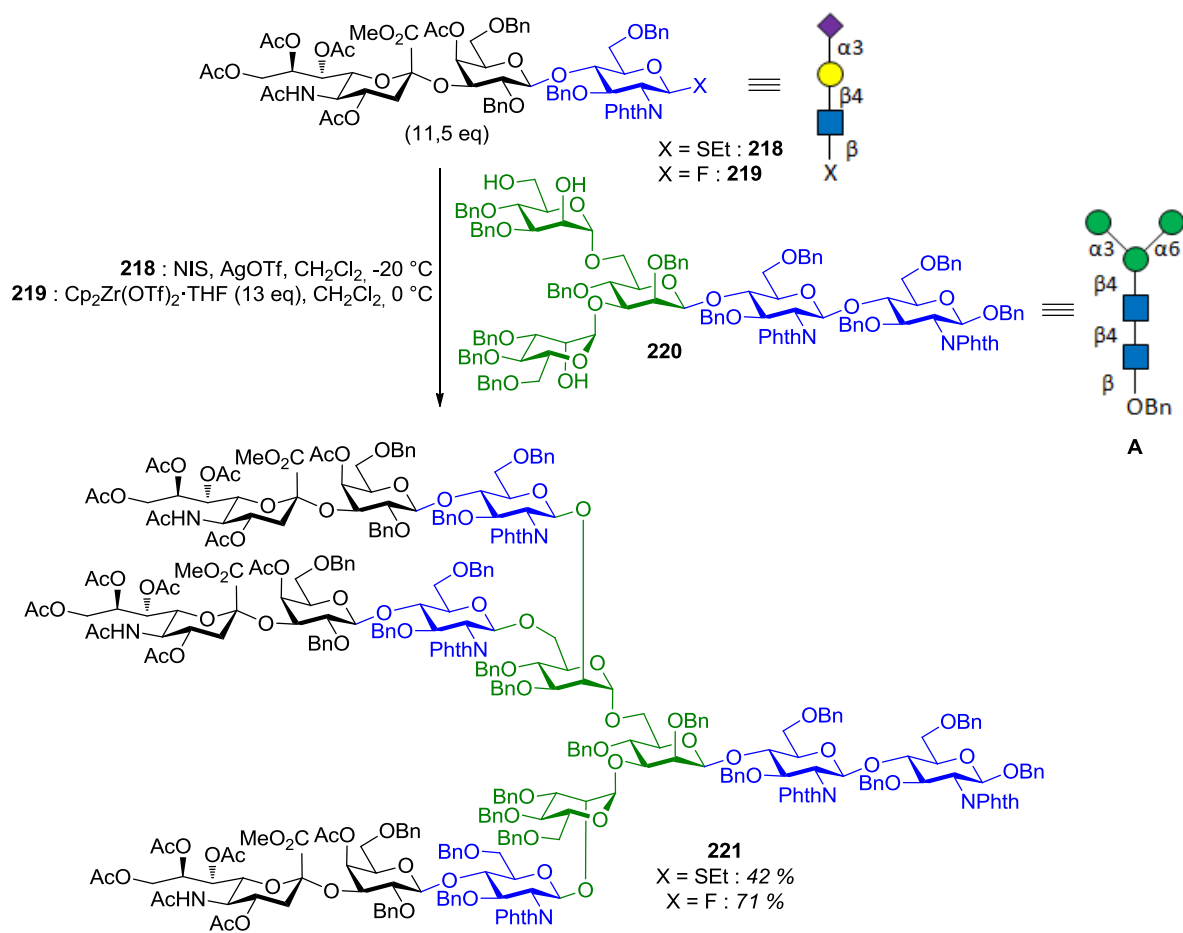 OBn
MeO₂C
AcO
OBn
AcO
OAc
AcO
O
O
O
O
O
O
AcHN
BnO
X
AcO
OBn
PhthN
(11,5 eq)
X = SEt : 218
X = F : 219
α3
β4
β
X
HO
OH
BnO
O
BnO
218 : NIS, AgOTf, CH₂Cl₂, -20 °C
219 : Cp₂Zr(OTf)₂·THF (13 eq), CH₂Cl₂, 0 °C
O
OBn
OBn
OBn
BnO
O
O
O
O
O
BnO
BnO
OBn
O
PhthN
NPhth
BnO
O
BnO
OH
220
α3
α6
β4
β4
β
OBn
A
MeO₂C
AcO
OBn
OBn
AcO
OAc
AcO
O
O
O
O
O
O
AcHN
BnO
AcO
OBn
PhthN
MeO₂C
AcO
OBn
OBn
AcO
OAc
AcO
O
O
O
O
O
O
AcHN
BnO
AcO
OBn
PhthN
BnO
O
BnO
O
OBn
OBn
OBn
BnO
O
O
O
O
O
BnO
BnO
OBn
O
PhthN
NPhth
BnO
BnO
O
BnO
MeO₂C
AcO
OBn
BnO
AcO
OAc
AcO
O
O
O
O
O
O
AcHN
BnO
AcO
OBn
PhthN
221
X = SEt : 42 %
X = F : 71 %